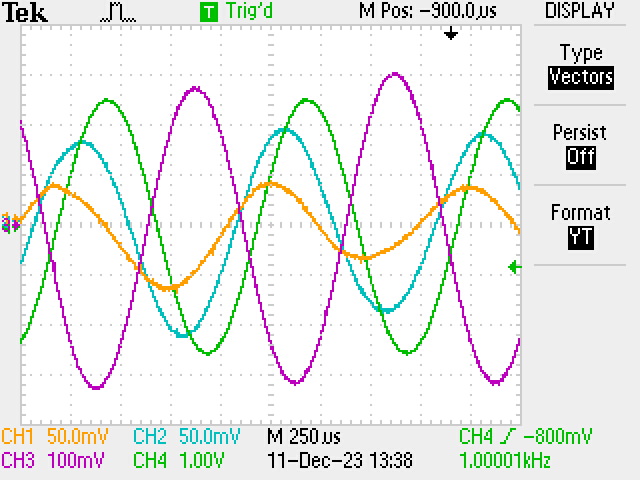 Tek T Trig'd M Pos: -900.0µs DISPLAY
Type
Vectors
Persist
Off
Format
YT
CH1 50.0mV CH2 50.0mV M 250µs CH4 -800mV
CH3 100mV CH4 1.00V 11-Dec-23 13:38 1.00001kHz